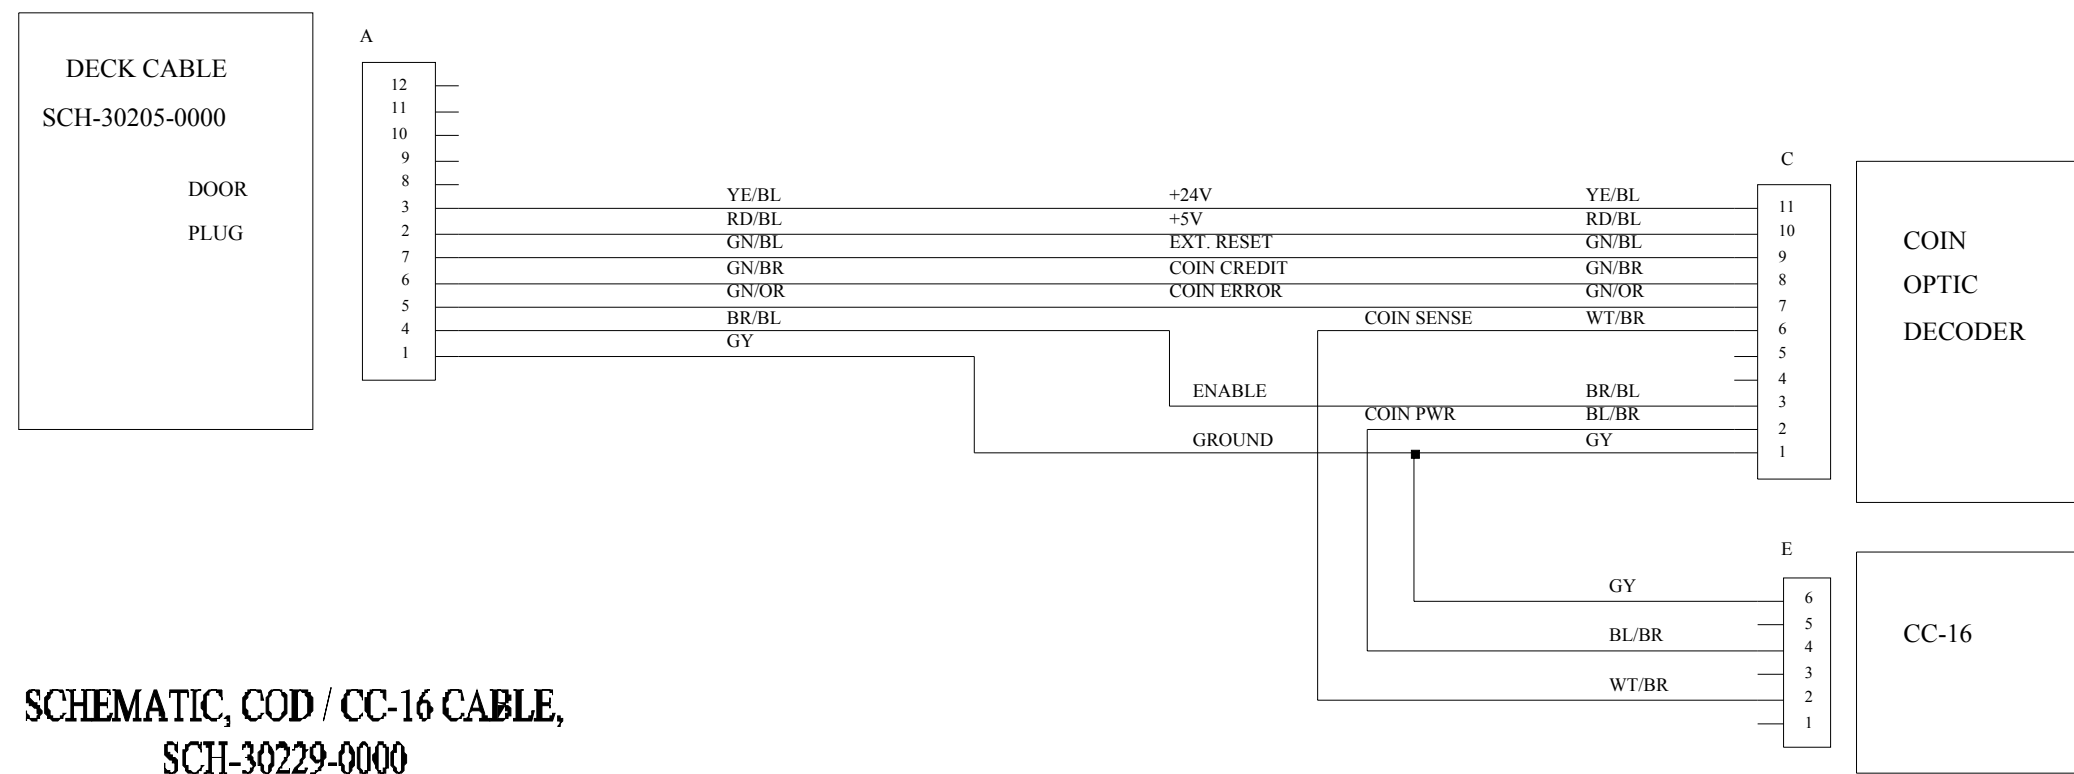 A
DECK CABLE
SCH-30205-0000
DOOR
PLUG
12
11
10
9
8
3
2
7
6
5
4
1
YE/BL +24V YE/BL
RD/BL +5V RD/BL
GN/BL EXT. RESET GN/BL
GN/BR COIN CREDIT GN/BR
GN/OR COIN ERROR GN/OR
BR/BL COIN SENSE WT/BR
GY
ENABLE BR/BL
COIN PWR BL/BR
GROUND GY
C
11
10
9
8
7
6
5
4
3
2
1
COIN
OPTIC
DECODER
E
GY
BL/BR
WT/BR
6
5
4
3
2
1
CC-16
SCHEMATIC, COD / CC-16 CABLE,
SCH-30229-0000